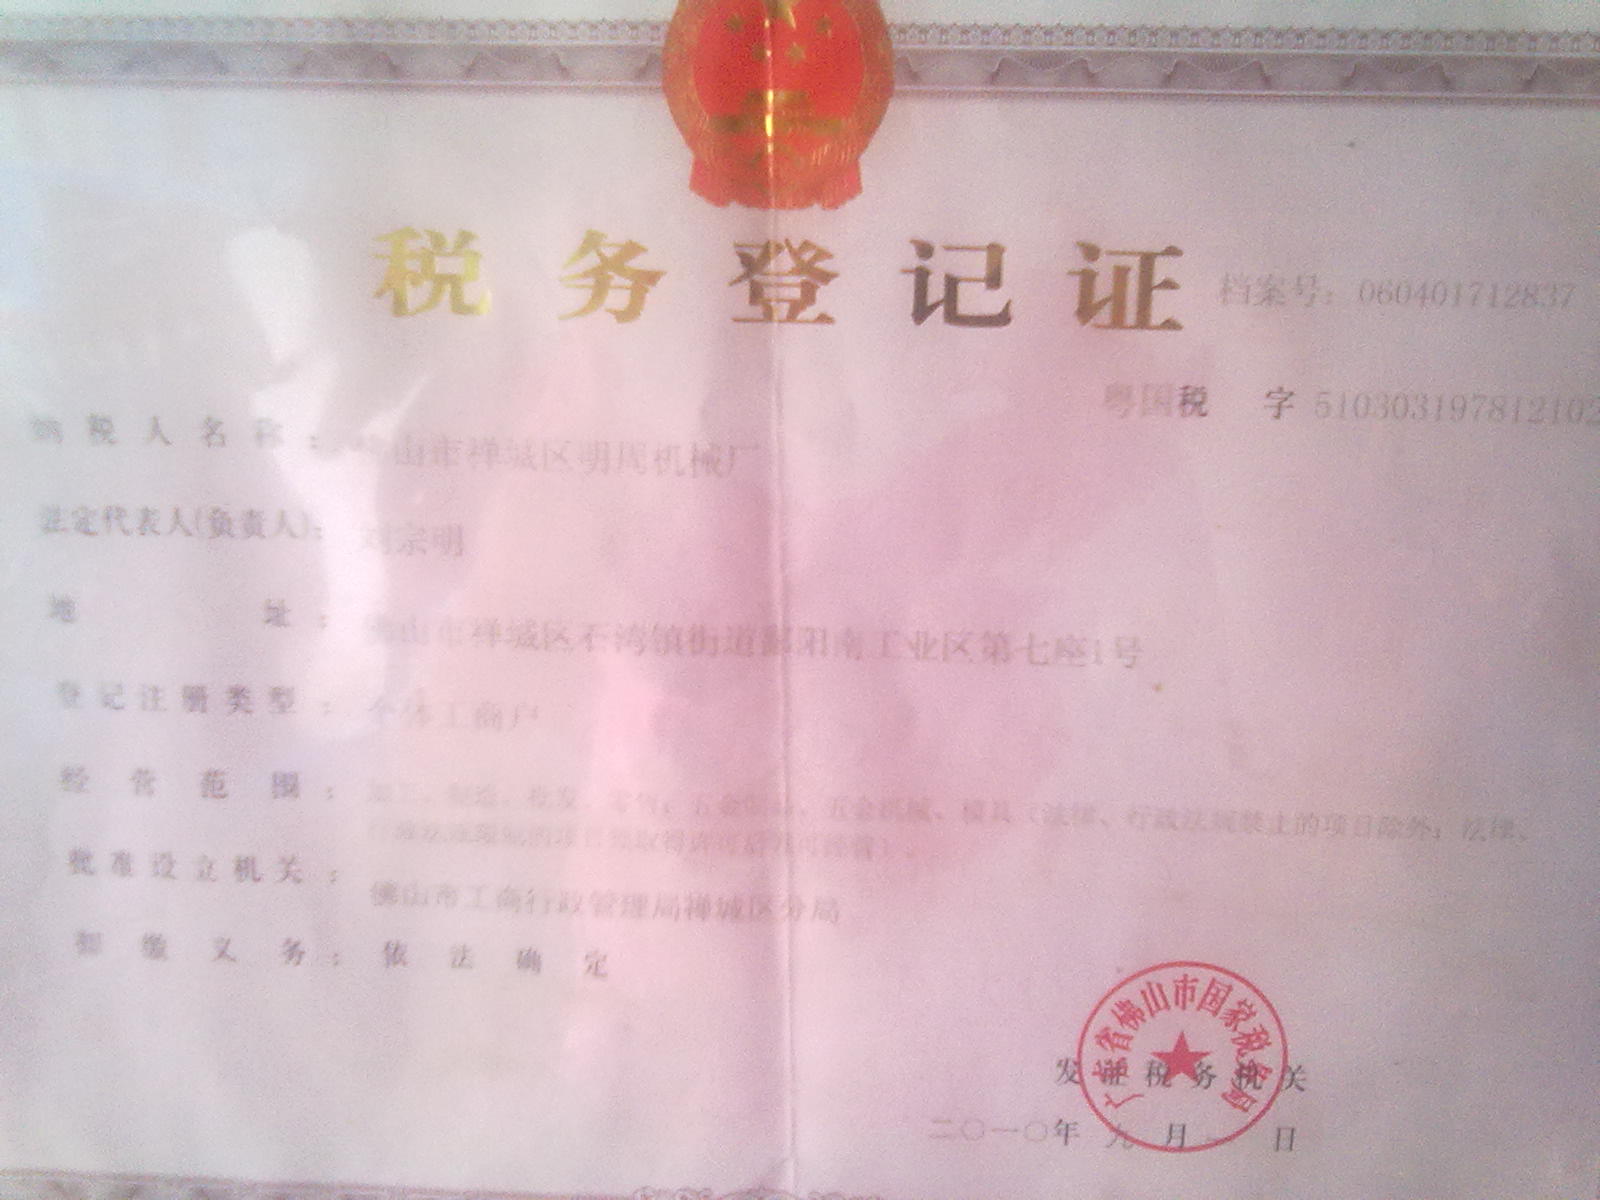 税务登记证
档案号：060401712837
粤国税 字 51030319781210
纳税人名称：佛山市禅城区明周机械厂
法定代表人(负责人)：刘宗明
地址：佛山市禅城区石湾镇街道鄱阳南工业区第七座1号
登记注册类型：个体工商户
经营范围：加工、制造、批发、零售：五金制品、五金机械、模具（法律、行政法规禁止的项目除外；法律、
行政法规限制的项目须取得许可后方可经营）。
批准设立机关：佛山市工商行政管理局禅城区分局
扣缴义务：依法确定
广东省佛山市国家税务局
发证税务机关
二〇一〇年 九 月 一 日